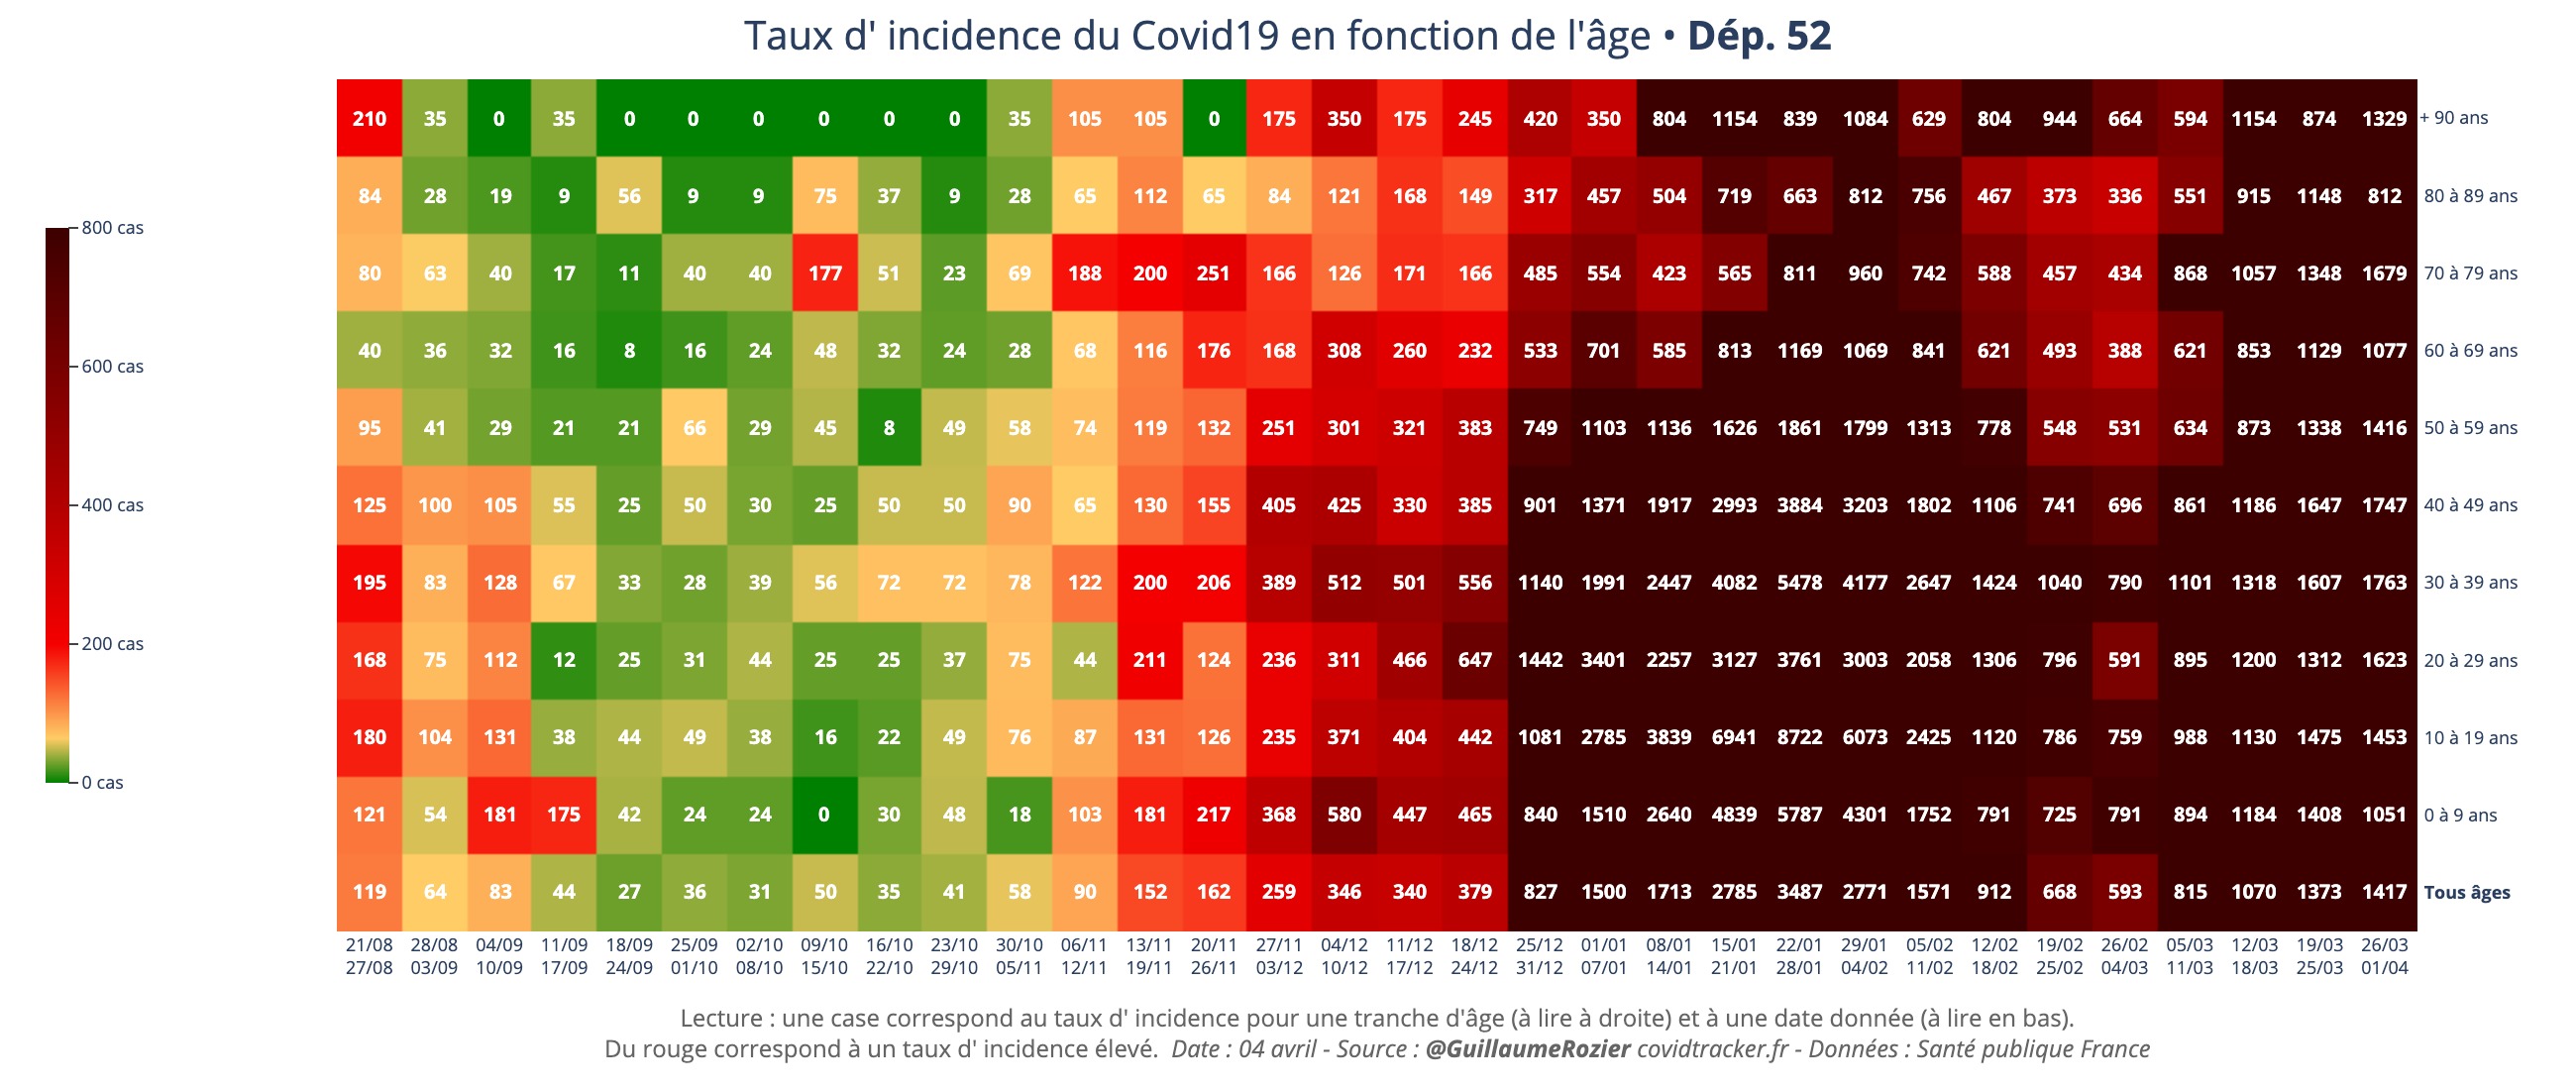 Taux d' incidence du Covid19 en fonction de l'âge • Dép. 52
800 cas
600 cas
400 cas
200 cas
0 cas
210 35 0 35 0 0 0 0 0 0 35 105 105 0 175 350 175 245 420 350 804 1154 839 1084 629 804 944 664 594 1154 874 1329 + 90 ans
84 28 19 9 56 9 9 75 37 9 28 65 112 65 84 121 168 149 317 457 504 719 663 812 756 467 373 336 551 915 1148 812 80 à 89 ans
80 63 40 17 11 40 40 177 51 23 69 188 200 251 166 126 171 166 485 554 423 565 811 960 742 588 457 434 868 1057 1348 1679 70 à 79 ans
40 36 32 16 8 16 24 48 32 24 28 68 116 176 168 308 260 232 533 701 585 813 1169 1069 841 621 493 388 621 853 1129 1077 60 à 69 ans
95 41 29 21 21 66 29 45 8 49 58 74 119 132 251 301 321 383 749 1103 1136 1626 1861 1799 1313 778 548 531 634 873 1338 1416 50 à 59 ans
125 100 105 55 25 50 30 25 50 50 90 65 130 155 405 425 330 385 901 1371 1917 2993 3884 3203 1802 1106 741 696 861 1186 1647 1747 40 à 49 ans
195 83 128 67 33 28 39 56 72 72 78 122 200 206 389 512 501 556 1140 1991 2447 4082 5478 4177 2647 1424 1040 790 1101 1318 1607 1763 30 à 39 ans
168 75 112 12 25 31 44 25 25 37 75 44 211 124 236 311 466 647 1442 3401 2257 3127 3761 3003 2058 1306 796 591 895 1200 1312 1623 20 à 29 ans
180 104 131 38 44 49 38 16 22 49 76 87 131 126 235 371 404 442 1081 2785 3839 6941 8722 6073 2425 1120 786 759 988 1130 1475 1453 10 à 19 ans
121 54 181 175 42 24 24 0 30 48 18 103 181 217 368 580 447 465 840 1510 2640 4839 5787 4301 1752 791 725 791 894 1184 1408 1051 0 à 9 ans
119 64 83 44 27 36 31 50 35 41 58 90 152 162 259 346 340 379 827 1500 1713 2785 3487 2771 1571 912 668 593 815 1070 1373 1417 Tous âges
21/08 28/08 04/09 11/09 18/09 25/09 02/10 09/10 16/10 23/10 30/10 06/11 13/11 20/11 27/11 04/12 11/12 18/12 25/12 01/01 08/01 15/01 22/01 29/01 05/02 12/02 19/02 26/02 05/03 12/03 19/03 26/03
27/08 03/09 10/09 17/09 24/09 01/10 08/10 15/10 22/10 29/10 05/11 12/11 19/11 26/11 03/12 10/12 17/12 24/12 31/12 07/01 14/01 21/01 28/01 04/02 11/02 18/02 25/02 04/03 11/03 18/03 25/03 01/04
Lecture : une case correspond au taux d' incidence pour une tranche d'âge (à lire à droite) et à une date donnée (à lire en bas).
Du rouge correspond à un taux d' incidence élevé. Date : 04 avril - Source : @GuillaumeRozier covidtracker.fr - Données : Santé publique France